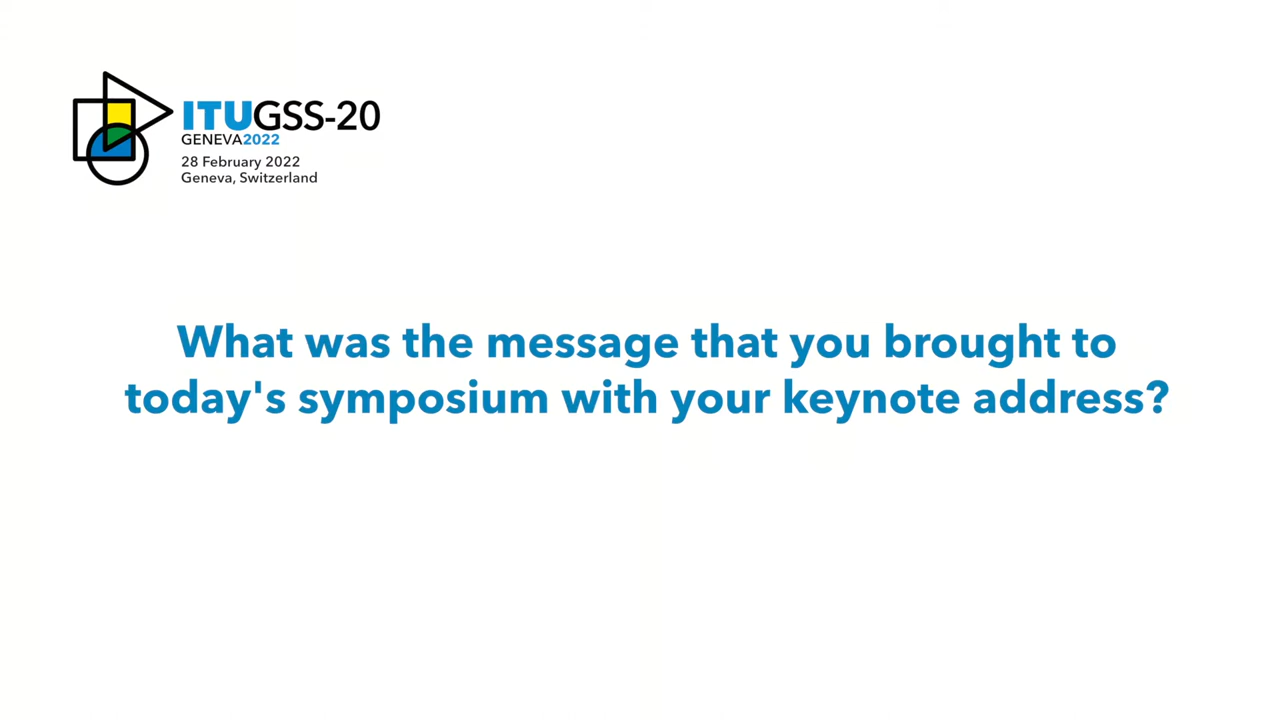 ITUGSS-20
GENEVA2022
28 February 2022
Geneva, Switzerland
What was the message that you brought to
today's symposium with your keynote address?